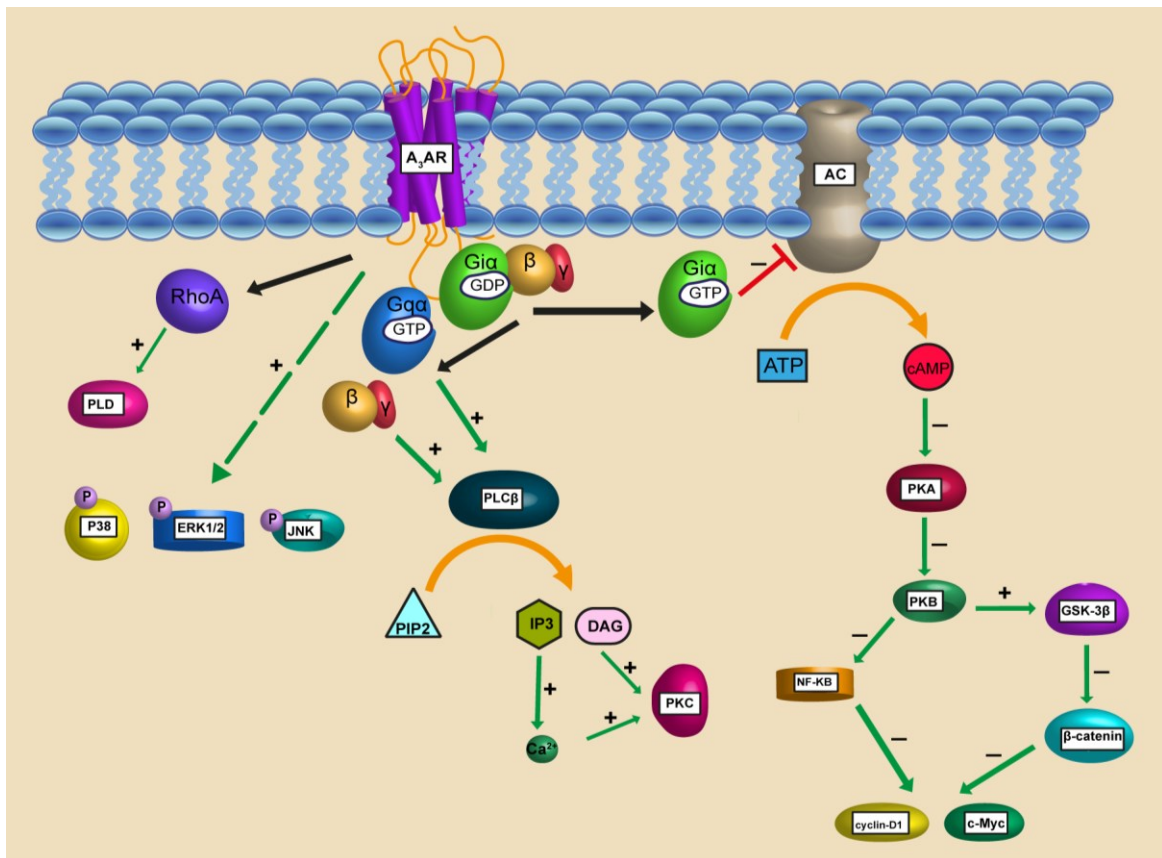 A₃AR
AC
RhoA
Giα
GDP
β
γ
Giα
GTP
–
Gqα
GTP
+
PLD
+
β
γ
+
+
ATP
cAMP
–
PLCβ
PKA
P
P38
P
ERK1/2
P
JNK
–
PIP2
IP3
DAG
PKB
+
GSK-3β
+
+
–
–
NF-KB
PKC
+
Ca²⁺
–
–
β-catenin
cyclin-D1
c-Myc